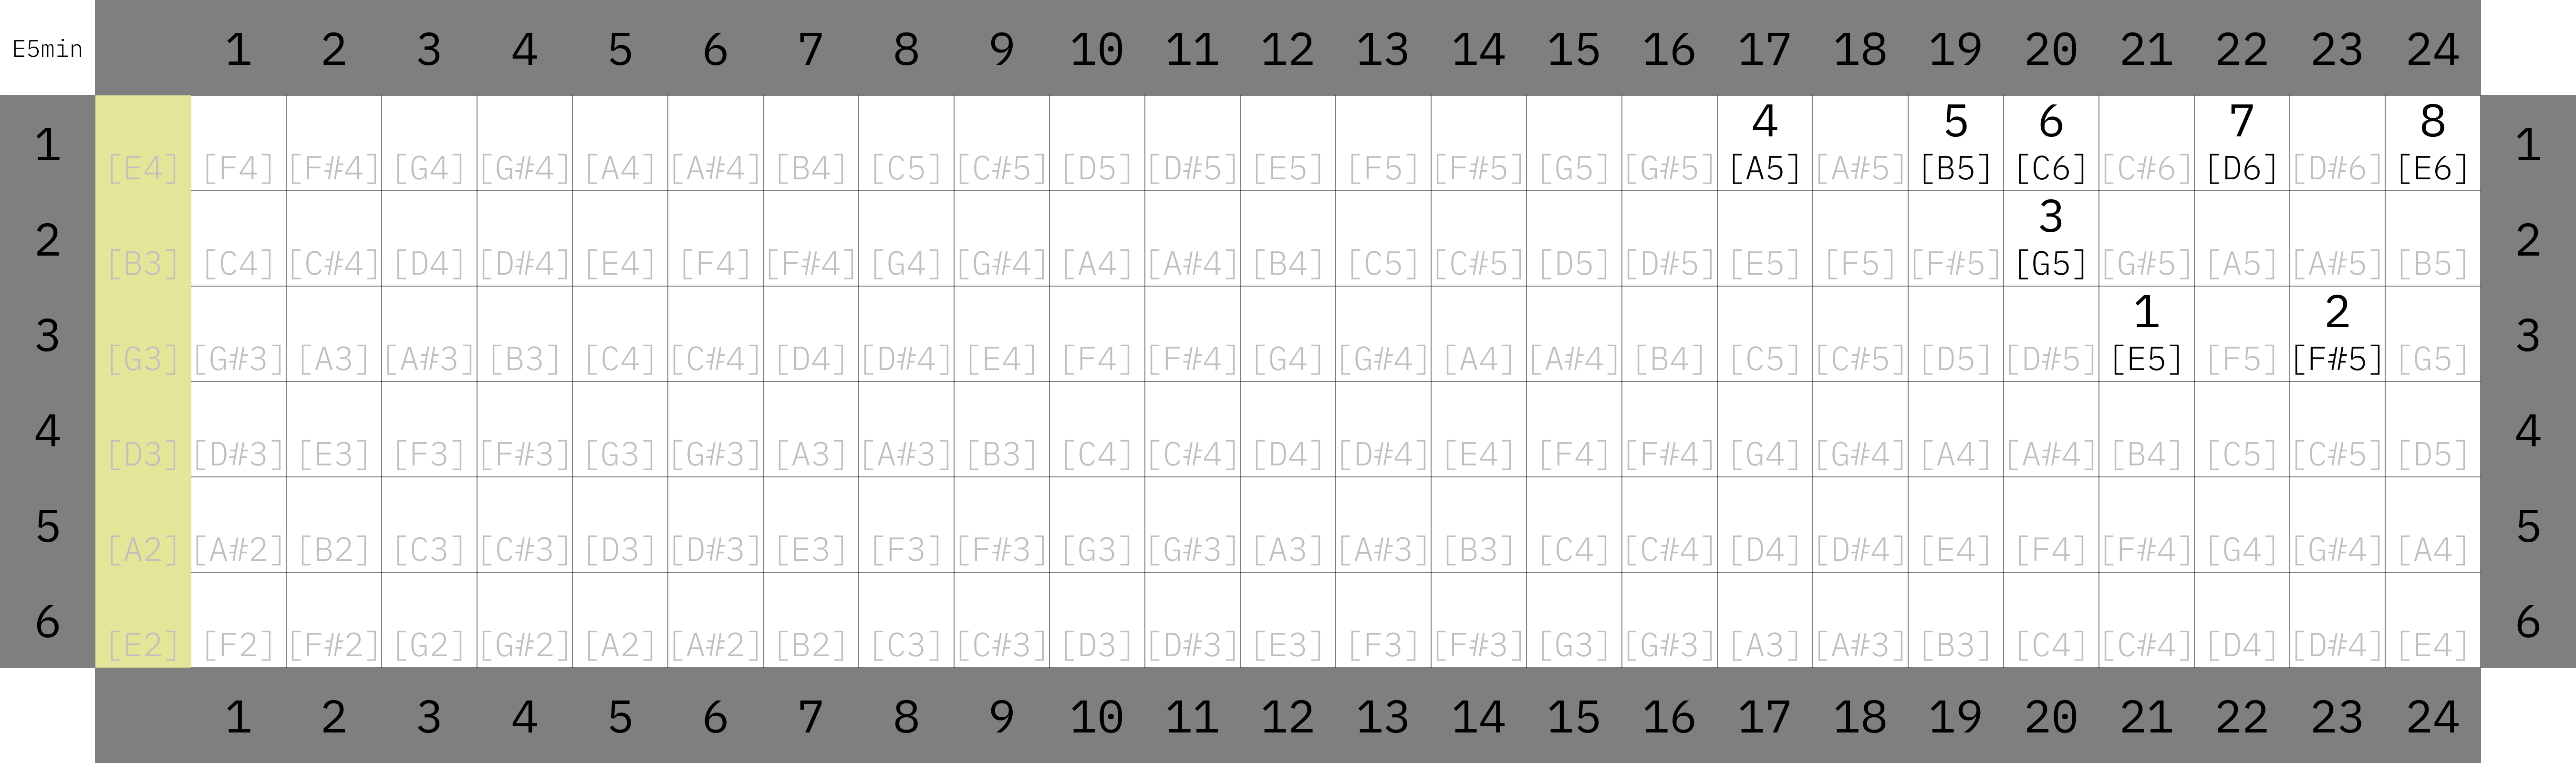 E5min 1 2 3 4 5 6 7 8 9 10 11 12 13 14 15 16 17 18 19 20 21 22 23 24
4 5 6 7 8
1 [E4] [F4] [F#4] [G4] [G#4] [A4] [A#4] [B4] [C5] [C#5] [D5] [D#5] [E5] [F5] [F#5] [G5] [G#5] [A5] [A#5] [B5] [C6] [C#6] [D6] [D#6] [E6] 1
3
2 [B3] [C4] [C#4] [D4] [D#4] [E4] [F4] [F#4] [G4] [G#4] [A4] [A#4] [B4] [C5] [C#5] [D5] [D#5] [E5] [F5] [F#5] [G5] [G#5] [A5] [A#5] [B5] 2
1 2
3 [G3] [G#3] [A3] [A#3] [B3] [C4] [C#4] [D4] [D#4] [E4] [F4] [F#4] [G4] [G#4] [A4] [A#4] [B4] [C5] [C#5] [D5] [D#5] [E5] [F5] [F#5] [G5] 3
4 [D3] [D#3] [E3] [F3] [F#3] [G3] [G#3] [A3] [A#3] [B3] [C4] [C#4] [D4] [D#4] [E4] [F4] [F#4] [G4] [G#4] [A4] [A#4] [B4] [C5] [C#5] [D5] 4
5 [A2] [A#2] [B2] [C3] [C#3] [D3] [D#3] [E3] [F3] [F#3] [G3] [G#3] [A3] [A#3] [B3] [C4] [C#4] [D4] [D#4] [E4] [F4] [F#4] [G4] [G#4] [A4] 5
6 [E2] [F2] [F#2] [G2] [G#2] [A2] [A#2] [B2] [C3] [C#3] [D3] [D#3] [E3] [F3] [F#3] [G3] [G#3] [A3] [A#3] [B3] [C4] [C#4] [D4] [D#4] [E4] 6
1 2 3 4 5 6 7 8 9 10 11 12 13 14 15 16 17 18 19 20 21 22 23 24